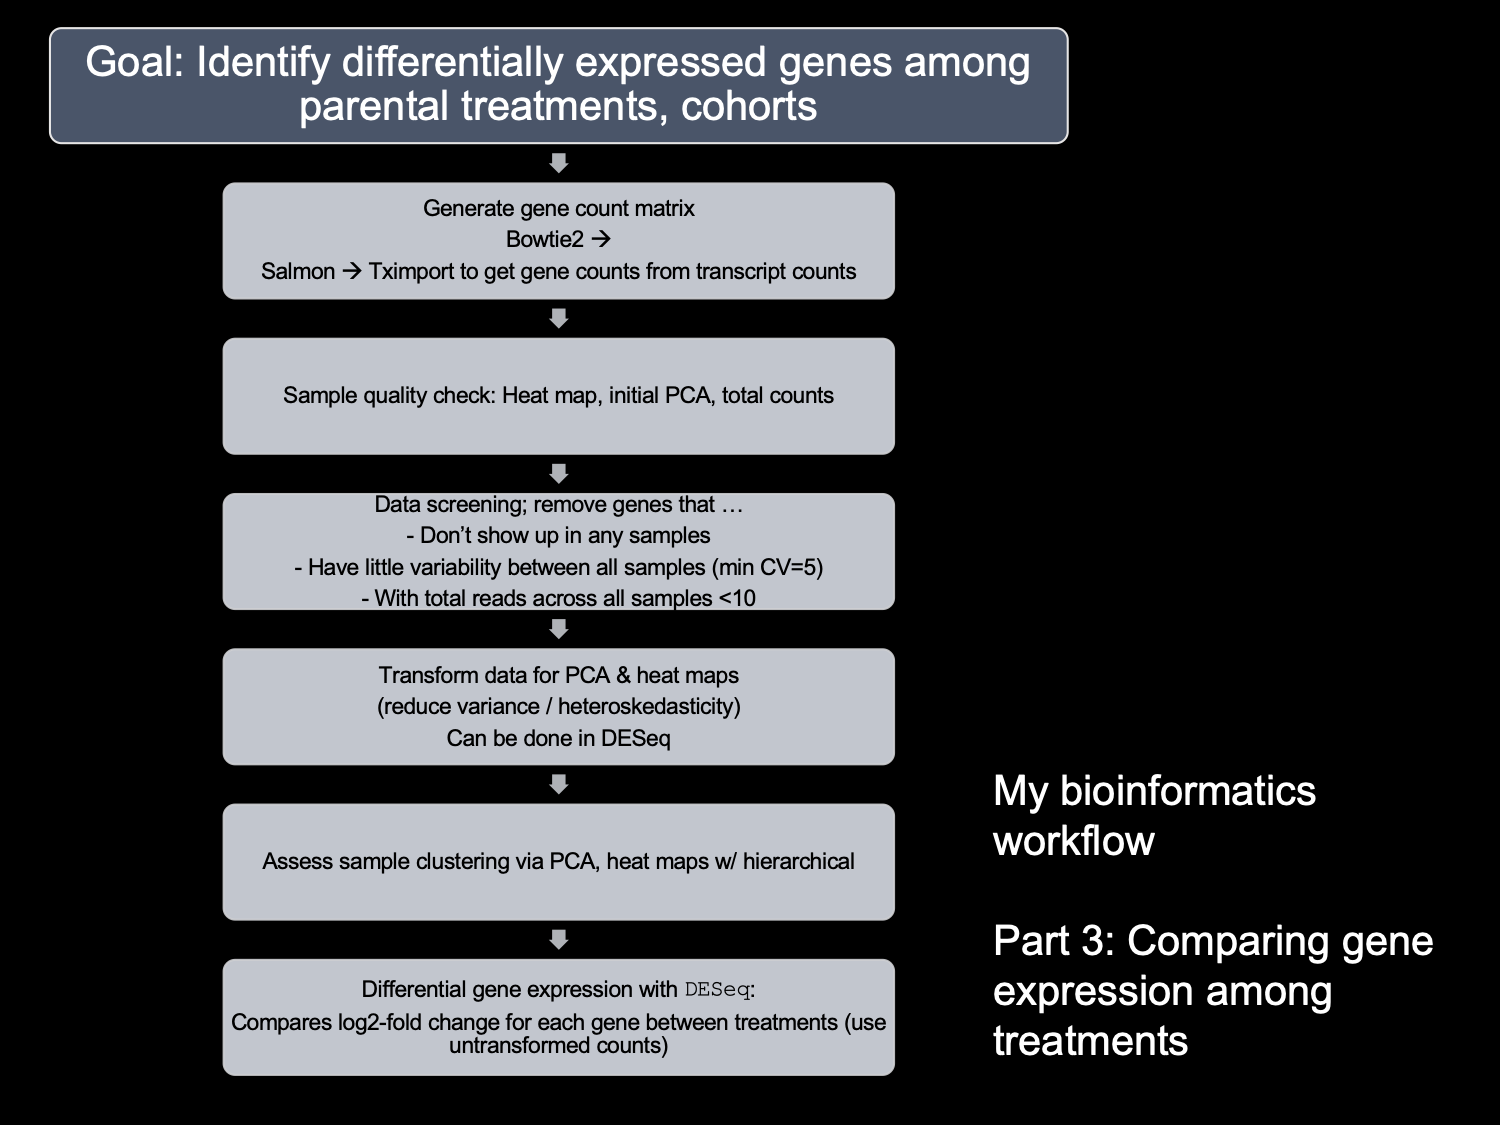 Goal: Identify differentially expressed genes among
parental treatments, cohorts
Generate gene count matrix
Bowtie2 →
Salmon → Tximport to get gene counts from transcript counts
Sample quality check: Heat map, initial PCA, total counts
Data screening; remove genes that …
- Don’t show up in any samples
- Have little variability between all samples (min CV=5)
- With total reads across all samples <10
Transform data for PCA & heat maps
(reduce variance / heteroskedasticity)
Can be done in DESeq
Assess sample clustering via PCA, heat maps w/ hierarchical
Differential gene expression with DESeq:
Compares log2-fold change for each gene between treatments (use
untransformed counts)
My bioinformatics
workflow
Part 3: Comparing gene
expression among
treatments